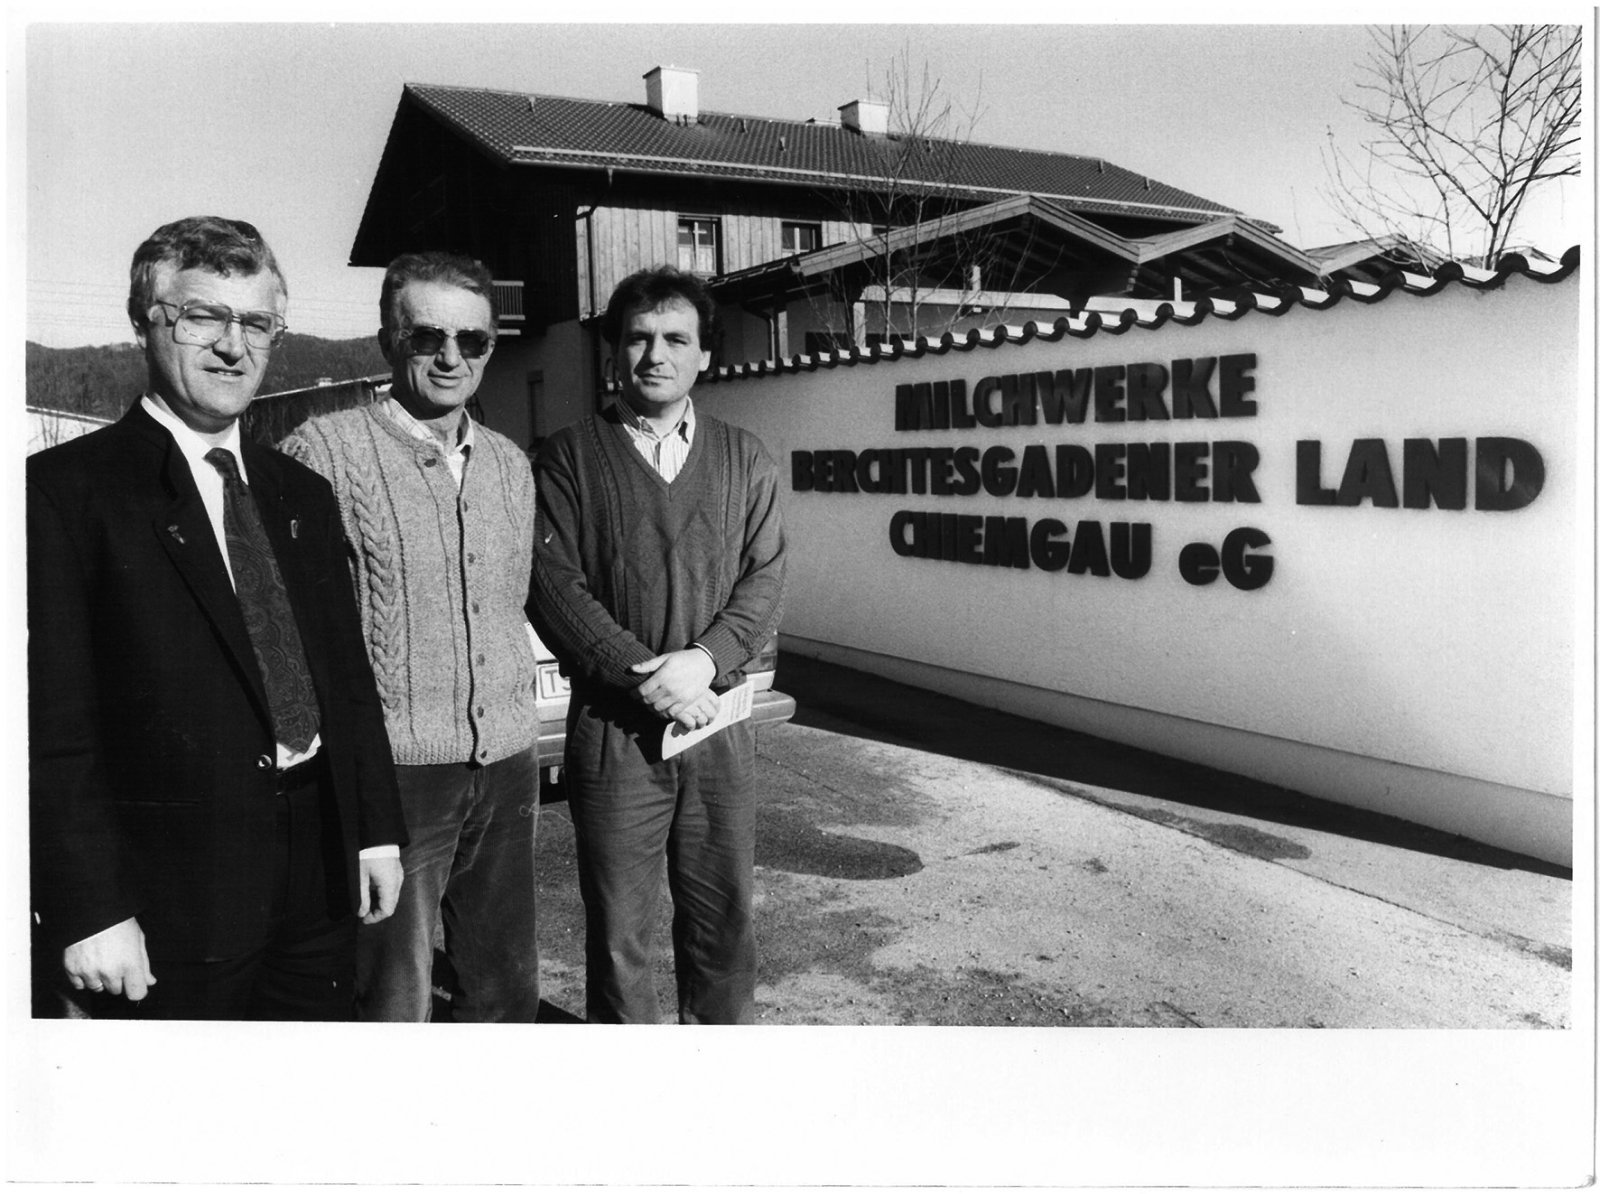 MILCHWERKE
BERCHTESGADENER LAND
CHIEMGAU eG